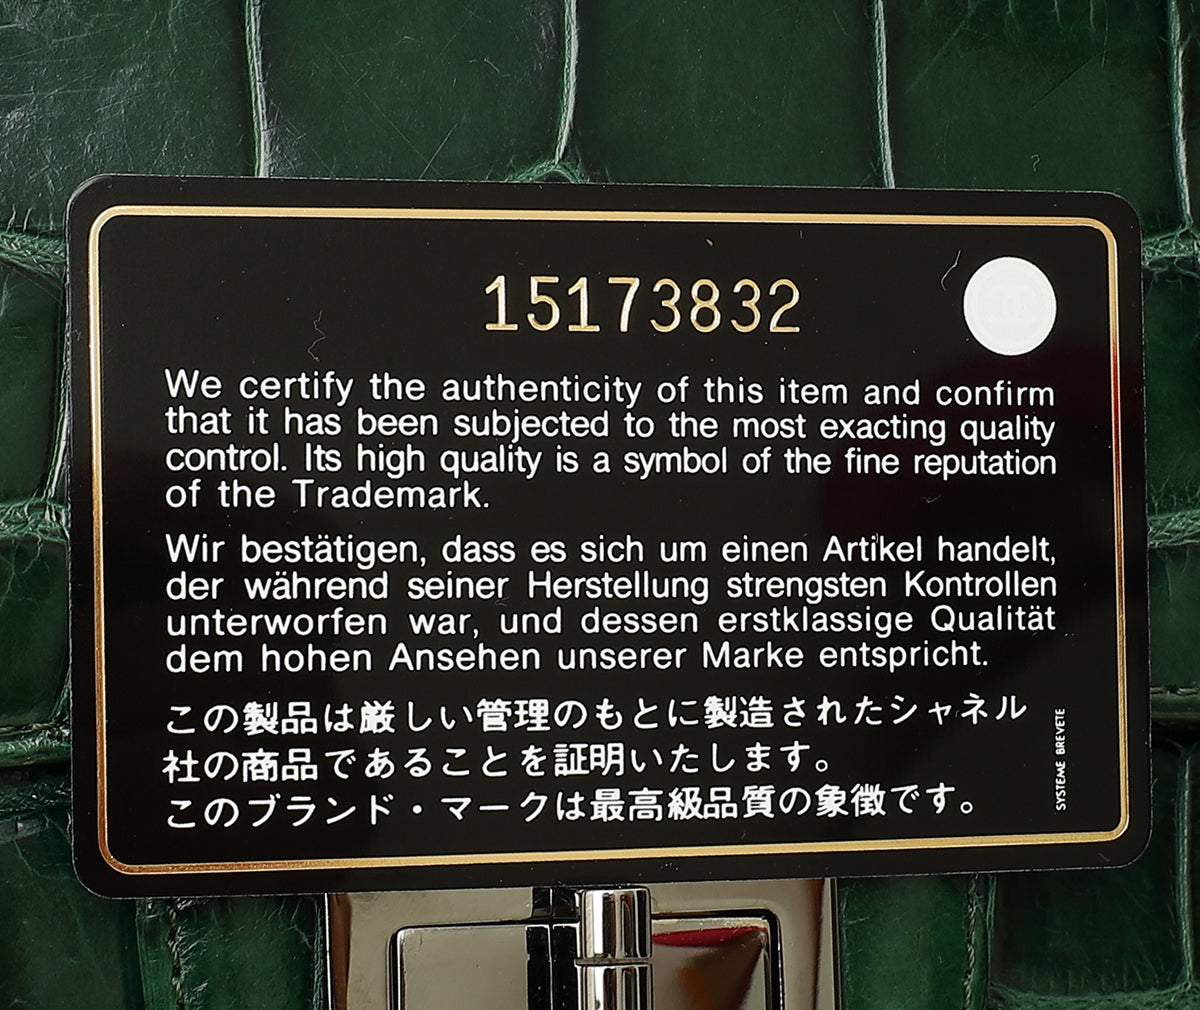 15173832
We certify the authenticity of this item and confirm
that it has been subjected to the most exacting quality
control. Its high quality is a symbol of the fine reputation
of the Trademark.
Wir bestätigen, dass es sich um einen Artikel handelt,
der während seiner Herstellung strengsten Kontrollen
unterworfen war, und dessen erstklassige Qualität
dem hohen Ansehen unserer Marke entspricht.
この製品は厳しい管理のもとに製造されたシャネル
社の商品であることを証明いたします。
このブランド・マークは最高級品質の象徴です。
SYSTEME BREVETE